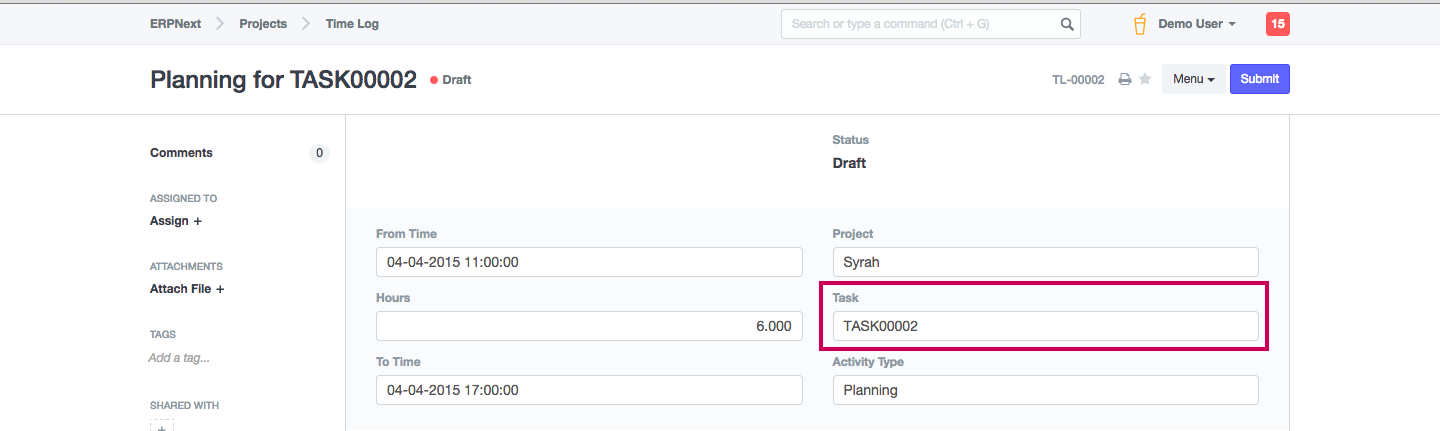 ERPNext Projects Time Log Search or type a command (Ctrl + G) Demo User 15
Planning for TASK00002 Draft TL-00002 Menu Submit
Comments 0
ASSIGNED TO
Assign +
ATTACHMENTS
Attach File +
TAGS
Add a tag...
SHARED WITH
+
Status
Draft
From Time
04-04-2015 11:00:00
Hours
6.000
To Time
04-04-2015 17:00:00
Project
Syrah
Task
TASK00002
Activity Type
Planning